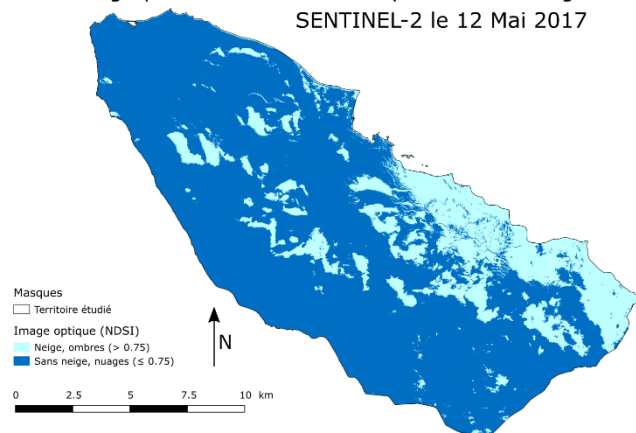 SENTINEL-2 le 12 Mai 2017
Masques
Territoire étudié
Image optique (NDSI)
Neige, ombres (> 0.75)
Sans neige, nuages (≤ 0.75)
N
0 2.5 5 7.5 10 km